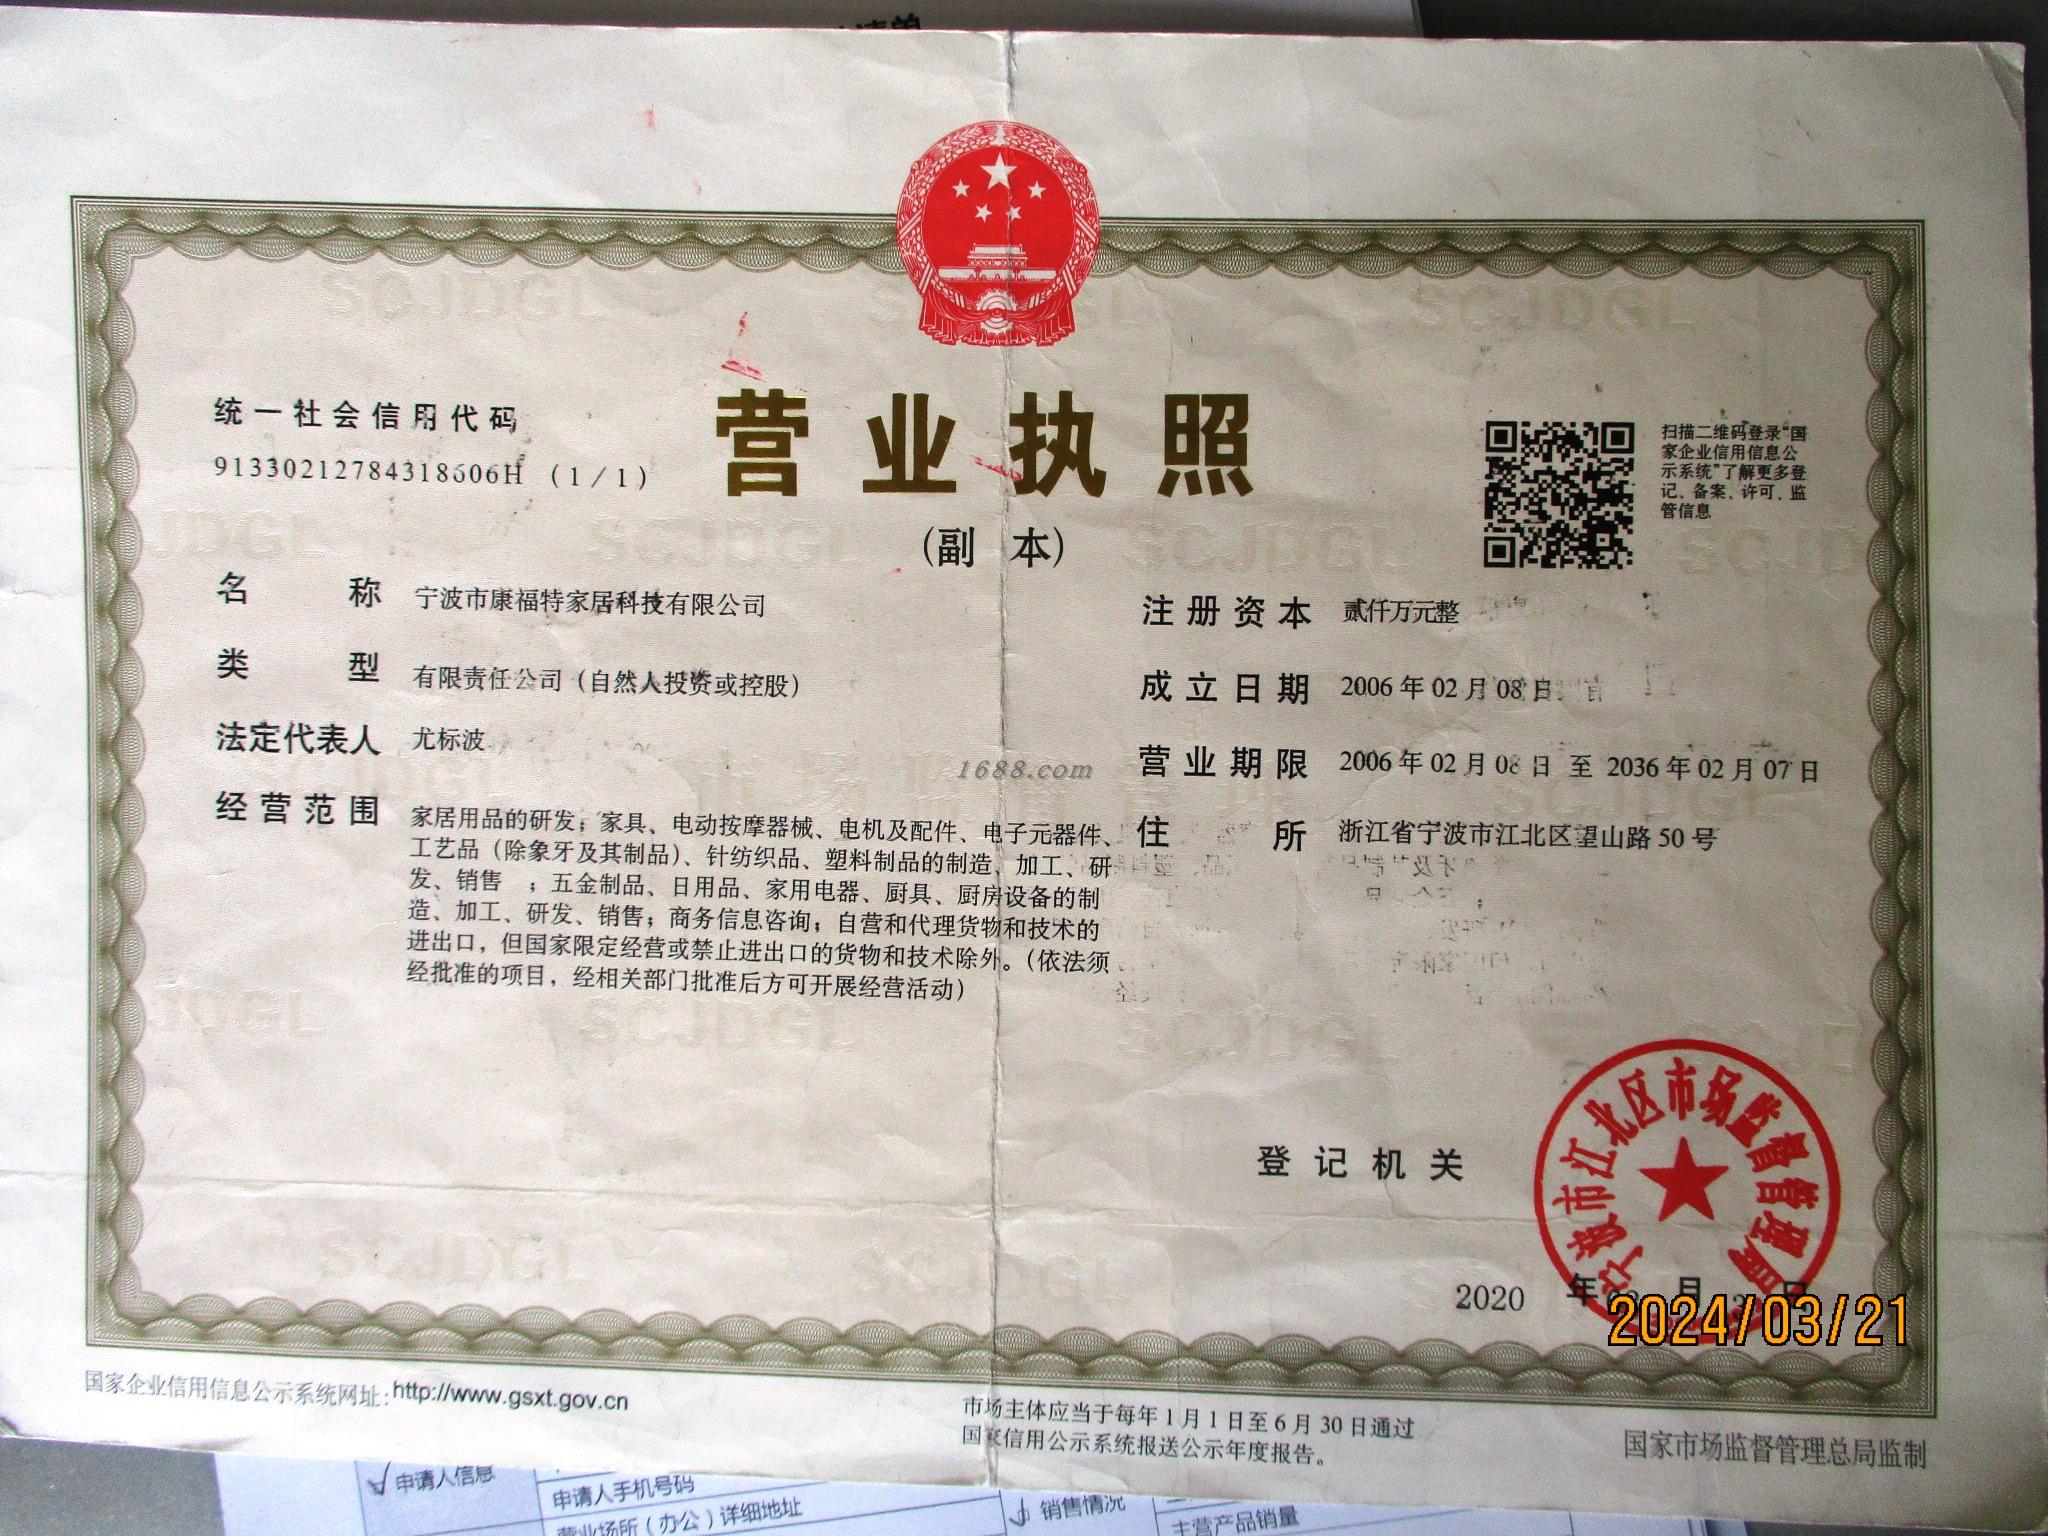 申请单
统一社会信用代码
91330212784318606H (1/1)
营业执照
(副 本)
扫描二维码登录“国
家企业信用信息公
示系统”了解更多登
记、备案、许可、监
管信息
名 称 宁波市康福特家居科技有限公司
类 型 有限责任公司（自然人投资或控股）
法定代表人 尤标波
经营范围 家居用品的研发；家具、电动按摩器械、电机及配件、电子元器件、
工艺品（除象牙及其制品）、针纺织品、塑料制品的制造、加工、研
发、销售 ；五金制品、日用品、家用电器、厨具、厨房设备的制
造、加工、研发、销售；商务信息咨询；自营和代理货物和技术的
进出口，但国家限定经营或禁止进出口的货物和技术除外。（依法须
经批准的项目，经相关部门批准后方可开展经营活动）
注册资本 贰仟万元整
成立日期 2006年02月08日
营业期限 2006年02月08日 至 2036年02月07日
住 所 浙江省宁波市江北区望山路50号
1688.com
登记机关
宁波市江北区市场监督管理局
2020 年 月 日
2024/03/21
国家企业信用信息公示系统网址：http://www.gsxt.gov.cn
市场主体应当于每年1月1日至6月30日通过
国家信用公示系统报送公示年度报告。
国家市场监督管理总局监制
申请人信息
申请人手机号码
营业场所（办公）详细地址
销售情况
主营产品销量